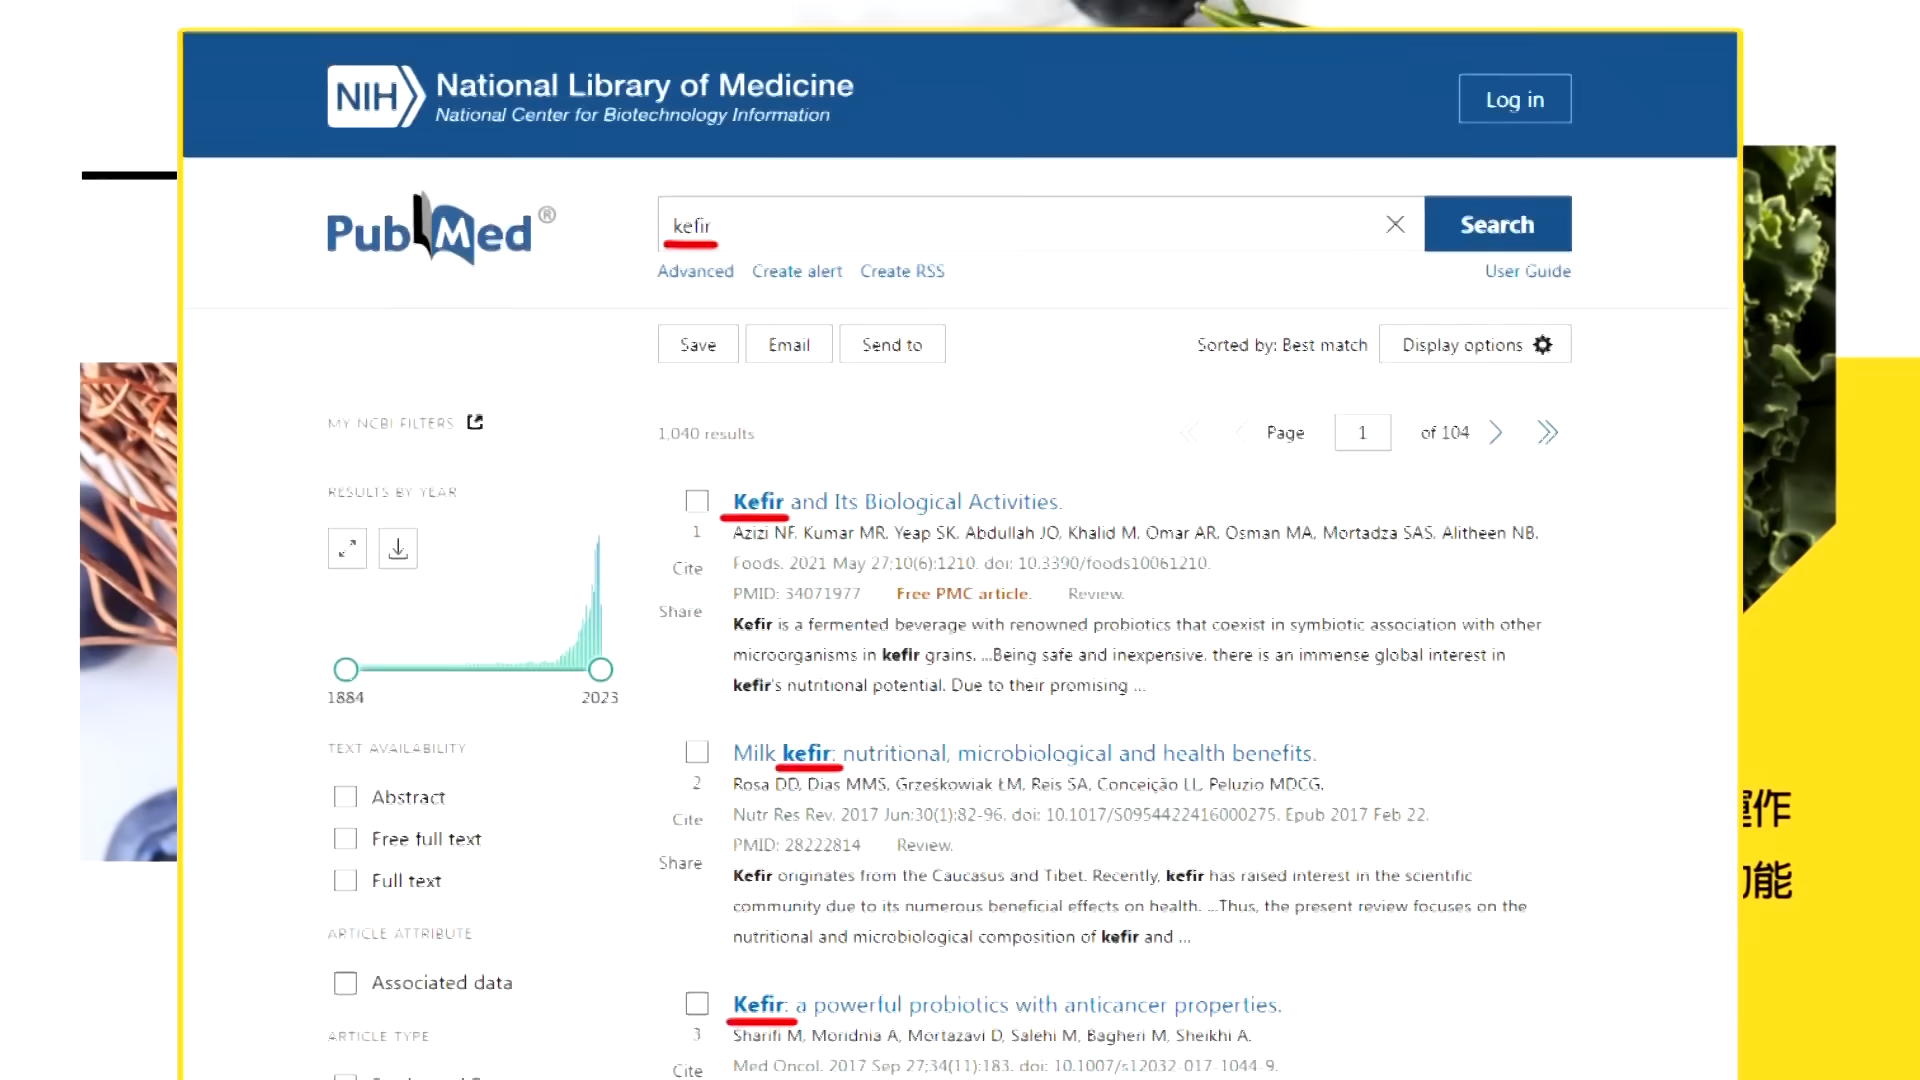 NIH National Library of Medicine
National Center for Biotechnology Information
Log in
PubMed®
kefir
Search
Advanced Create alert Create RSS
User Guide
Save Email Send to
Sorted by: Best match
Display options
MY NCBI FILTERS
1,040 results
Page 1 of 104
RESULTS BY YEAR
1884 2023
TEXT AVAILABILITY
Abstract
Free full text
Full text
ARTICLE ATTRIBUTE
Associated data
ARTICLE TYPE
Kefir and Its Biological Activities.
1
Azizi NF, Kumar MR, Yeap SK, Abdullah JO, Khalid M, Omar AR, Osman MA, Mortadza SAS, Alitheen NB.
Cite
Foods. 2021 May 27;10(6):1210. doi: 10.3390/foods10061210.
PMID: 34071977 Free PMC article. Review.
Share
Kefir is a fermented beverage with renowned probiotics that coexist in symbiotic association with other
microorganisms in kefir grains. ...Being safe and inexpensive, there is an immense global interest in
kefir's nutritional potential. Due to their promising ...
Milk kefir: nutritional, microbiological and health benefits.
2
Rosa DD, Dias MMS, Grześkowiak ŁM, Reis SA, Conceição LL, Peluzio MDCG.
Cite
Nutr Res Rev. 2017 Jun;30(1):82-96. doi: 10.1017/S0954422416000275. Epub 2017 Feb 22.
PMID: 28222814 Review.
Share
Kefir originates from the Caucasus and Tibet. Recently, kefir has raised interest in the scientific
community due to its numerous beneficial effects on health. ...Thus, the present review focuses on the
nutritional and microbiological composition of kefir and ...
Kefir: a powerful probiotics with anticancer properties.
3
Sharifi M, Moridnia A, Mortazavi D, Salehi M, Bagheri M, Sheikhi A.
Cite
Med Oncol. 2017 Sep 27;34(11):183. doi: 10.1007/s12032-017-1044-9.
作
能